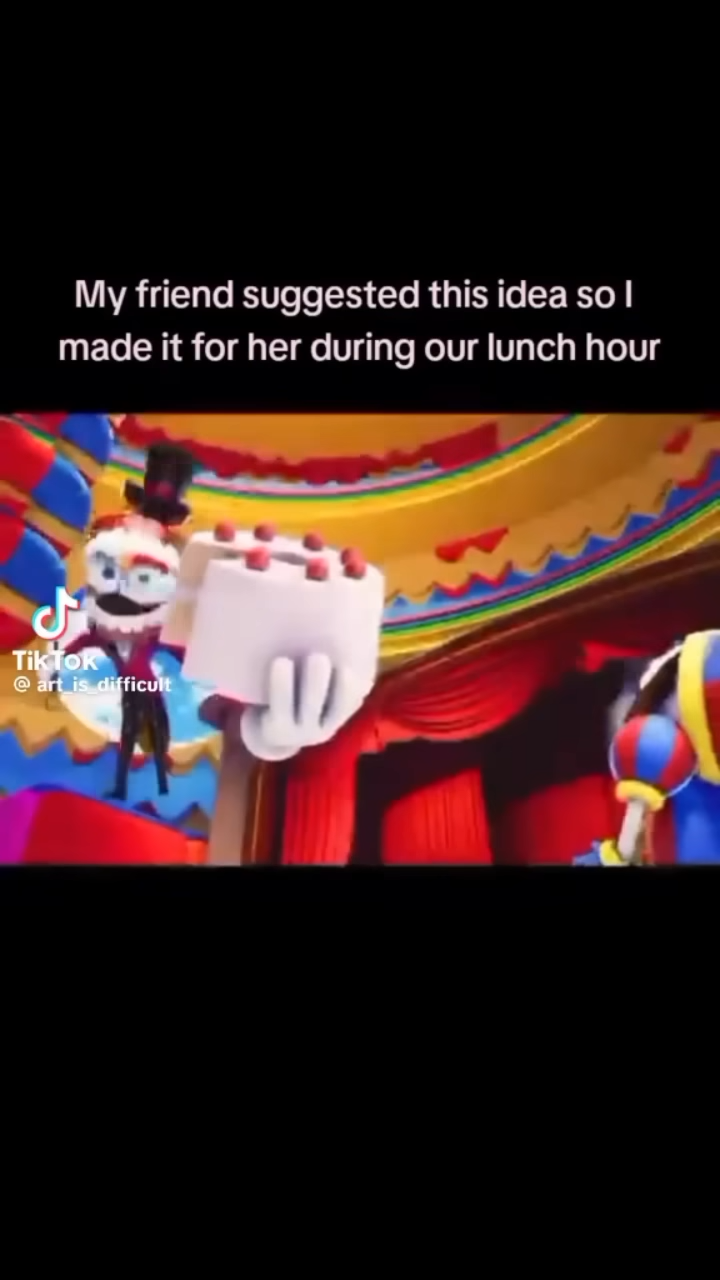 My friend suggested this idea so I
made it for her during our lunch hour
TikTok
@ art_is_difficult